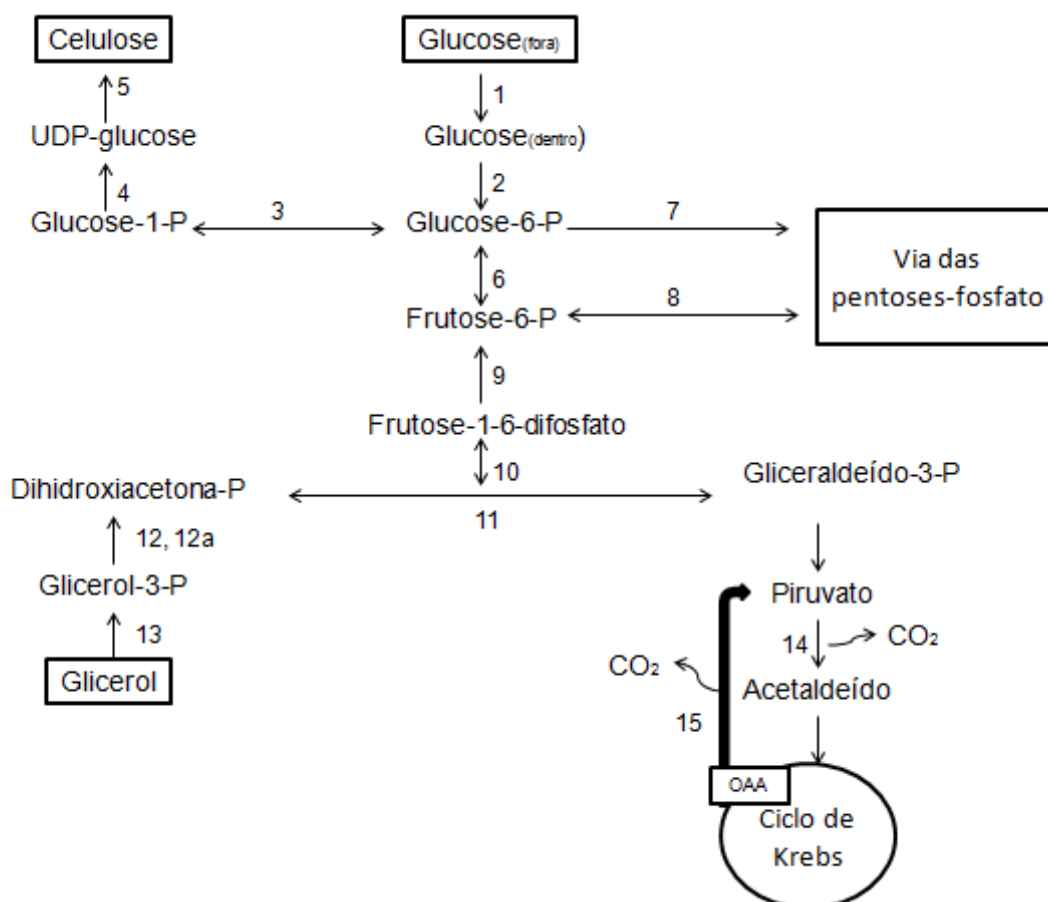 Celulose
Glucose(fora)
5
1
UDP-glucose
Glucose(dentro)
4
2
Glucose-1-P
3
Glucose-6-P
7
Via das
pentoses-fosfato
6
8
Frutose-6-P
9
Frutose-1-6-difosfato
10
Gliceraldeído-3-P
Dihidroxiacetona-P
11
12, 12a
Glicerol-3-P
Piruvato
13
14
CO₂
CO₂
Glicerol
Acetaldeído
15
OAA
Ciclo de
Krebs